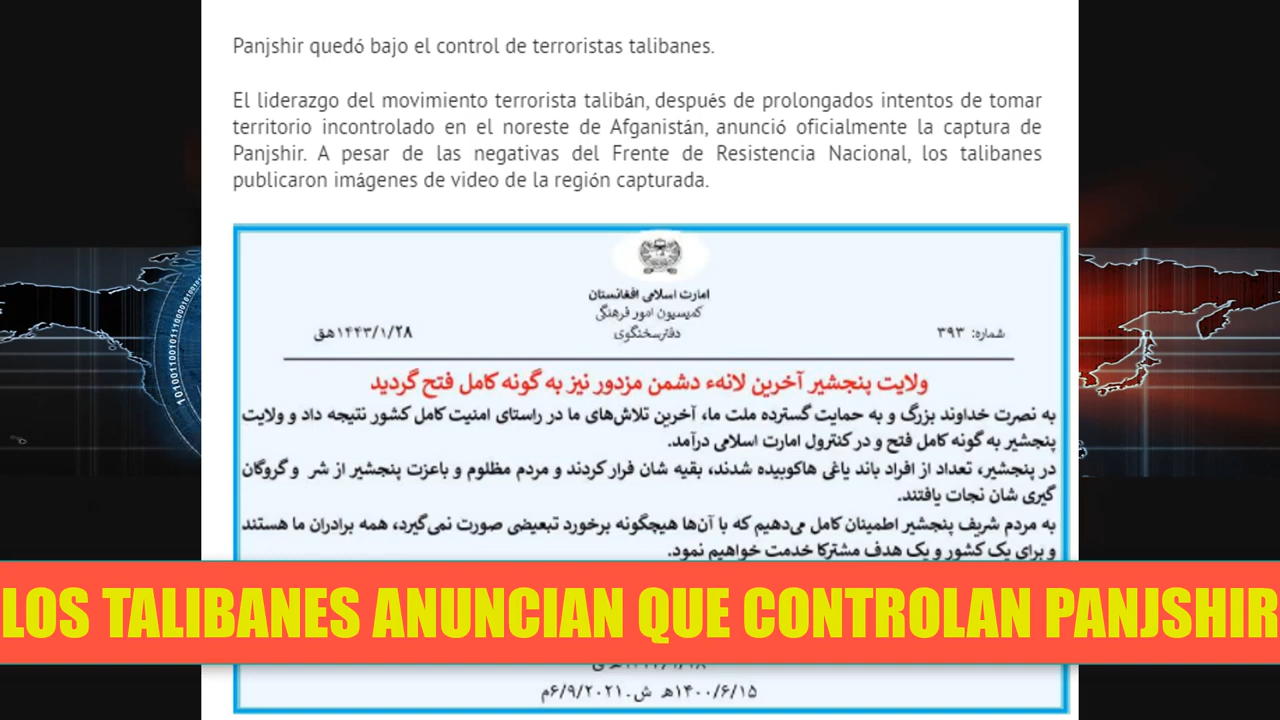 Panjshir quedó bajo el control de terroristas talibanes.
El liderazgo del movimiento terrorista talibán, después de prolongados intentos de tomar
territorio incontrolado en el noreste de Afganistán, anunció oficialmente la captura de
Panjshir. A pesar de las negativas del Frente de Resistencia Nacional, los talibanes
publicaron imágenes de video de la región capturada.
امارت اسلامی افغانستان
کمیسیون امور فرهنگی
دفتر سخنگوی
شماره: ۳۹۳
۱۴۴۳/۱/۲۸هق
ولایت پنجشیر آخرین لانهء دشمن مزدور نیز به گونه کامل فتح گردید
به نصرت خداوند بزرگ و به حمایت گسترده ملت ما، آخرین تلاش‌های ما در راستای امنیت کامل کشور نتیجه داد و ولایت
پنجشیر به گونه کامل فتح و در کنترول امارت اسلامی درآمد.
در پنجشیر، تعداد از افراد باند یاغی هاکوبیده شدند، بقیه شان فرار کردند و مردم مظلوم و باعزت پنجشیر از شر و گروگان
گیری شان نجات یافتند.
به مردم شریف پنجشیر اطمینان کامل می‌دهیم که با آن‌ها هیچگونه برخورد تبعیضی صورت نمی‌گیرد، همه برادران ما هستند
و برای یک کشور و یک هدف مشترکا خدمت خواهیم نمود.
LOS TALIBANES ANUNCIAN QUE CONTROLAN PANJSHIR
۱۴۰۰/۶/۱۵هـ ش-۶/۹/۲۰۲۱م